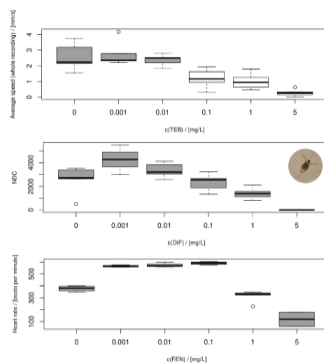 Average speed (whole recording) / [mm/s]
4
3
2
1
0
0 0.001 0.01 0.1 1 5
c(TEB) / [mg/L]
NDC
4000
2000
0
0 0.001 0.01 0.1 1 5
c(DIF) / [mg/L]
Heart rate / [beats per minute]
500
300
100
0 0.001 0.01 0.1 1 5
c(FEN) / [mg/L]